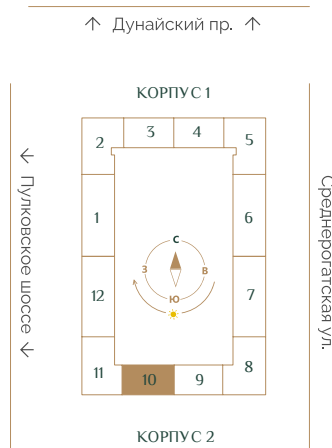 ↑ Дунайский пр. ↑
КОРПУС 1
2 3 4 5
1 6
12 7
11 10 9 8
С
З В
Ю
← Пулковское шоссе ←
Среднерогатская ул.
КОРПУС 2